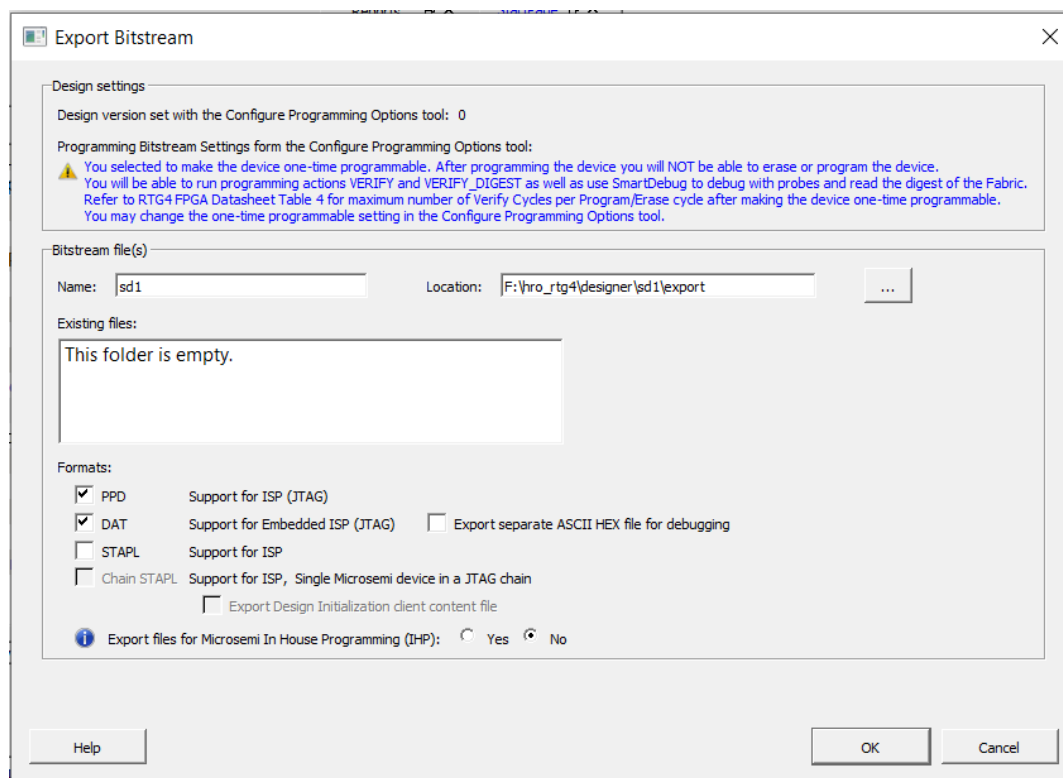 Export Bitstream
Design settings
Design version set with the Configure Programming Options tool: 0
Programming Bitstream Settings form the Configure Programming Options tool:
You selected to make the device one-time programmable. After programming the device you will NOT be able to erase or program the device.
You will be able to run programming actions VERIFY and VERIFY_DIGEST as well as use SmartDebug to debug with probes and read the digest of the Fabric.
Refer to RTG4 FPGA Datasheet Table 4 for maximum number of Verify Cycles per Program/Erase cycle after making the device one-time programmable.
You may change the one-time programmable setting in the Configure Programming Options tool.
Bitstream file(s)
Name: sd1 Location: F:\hro_rtg4\designer\sd1\export ...
Existing files:
This folder is empty.
Formats:
PPD Support for ISP (JTAG)
DAT Support for Embedded ISP (JTAG) Export separate ASCII HEX file for debugging
STAPL Support for ISP
Chain STAPL Support for ISP, Single Microsemi device in a JTAG chain
Export Design Initialization client content file
Export files for Microsemi In House Programming (IHP): Yes No
Help OK Cancel